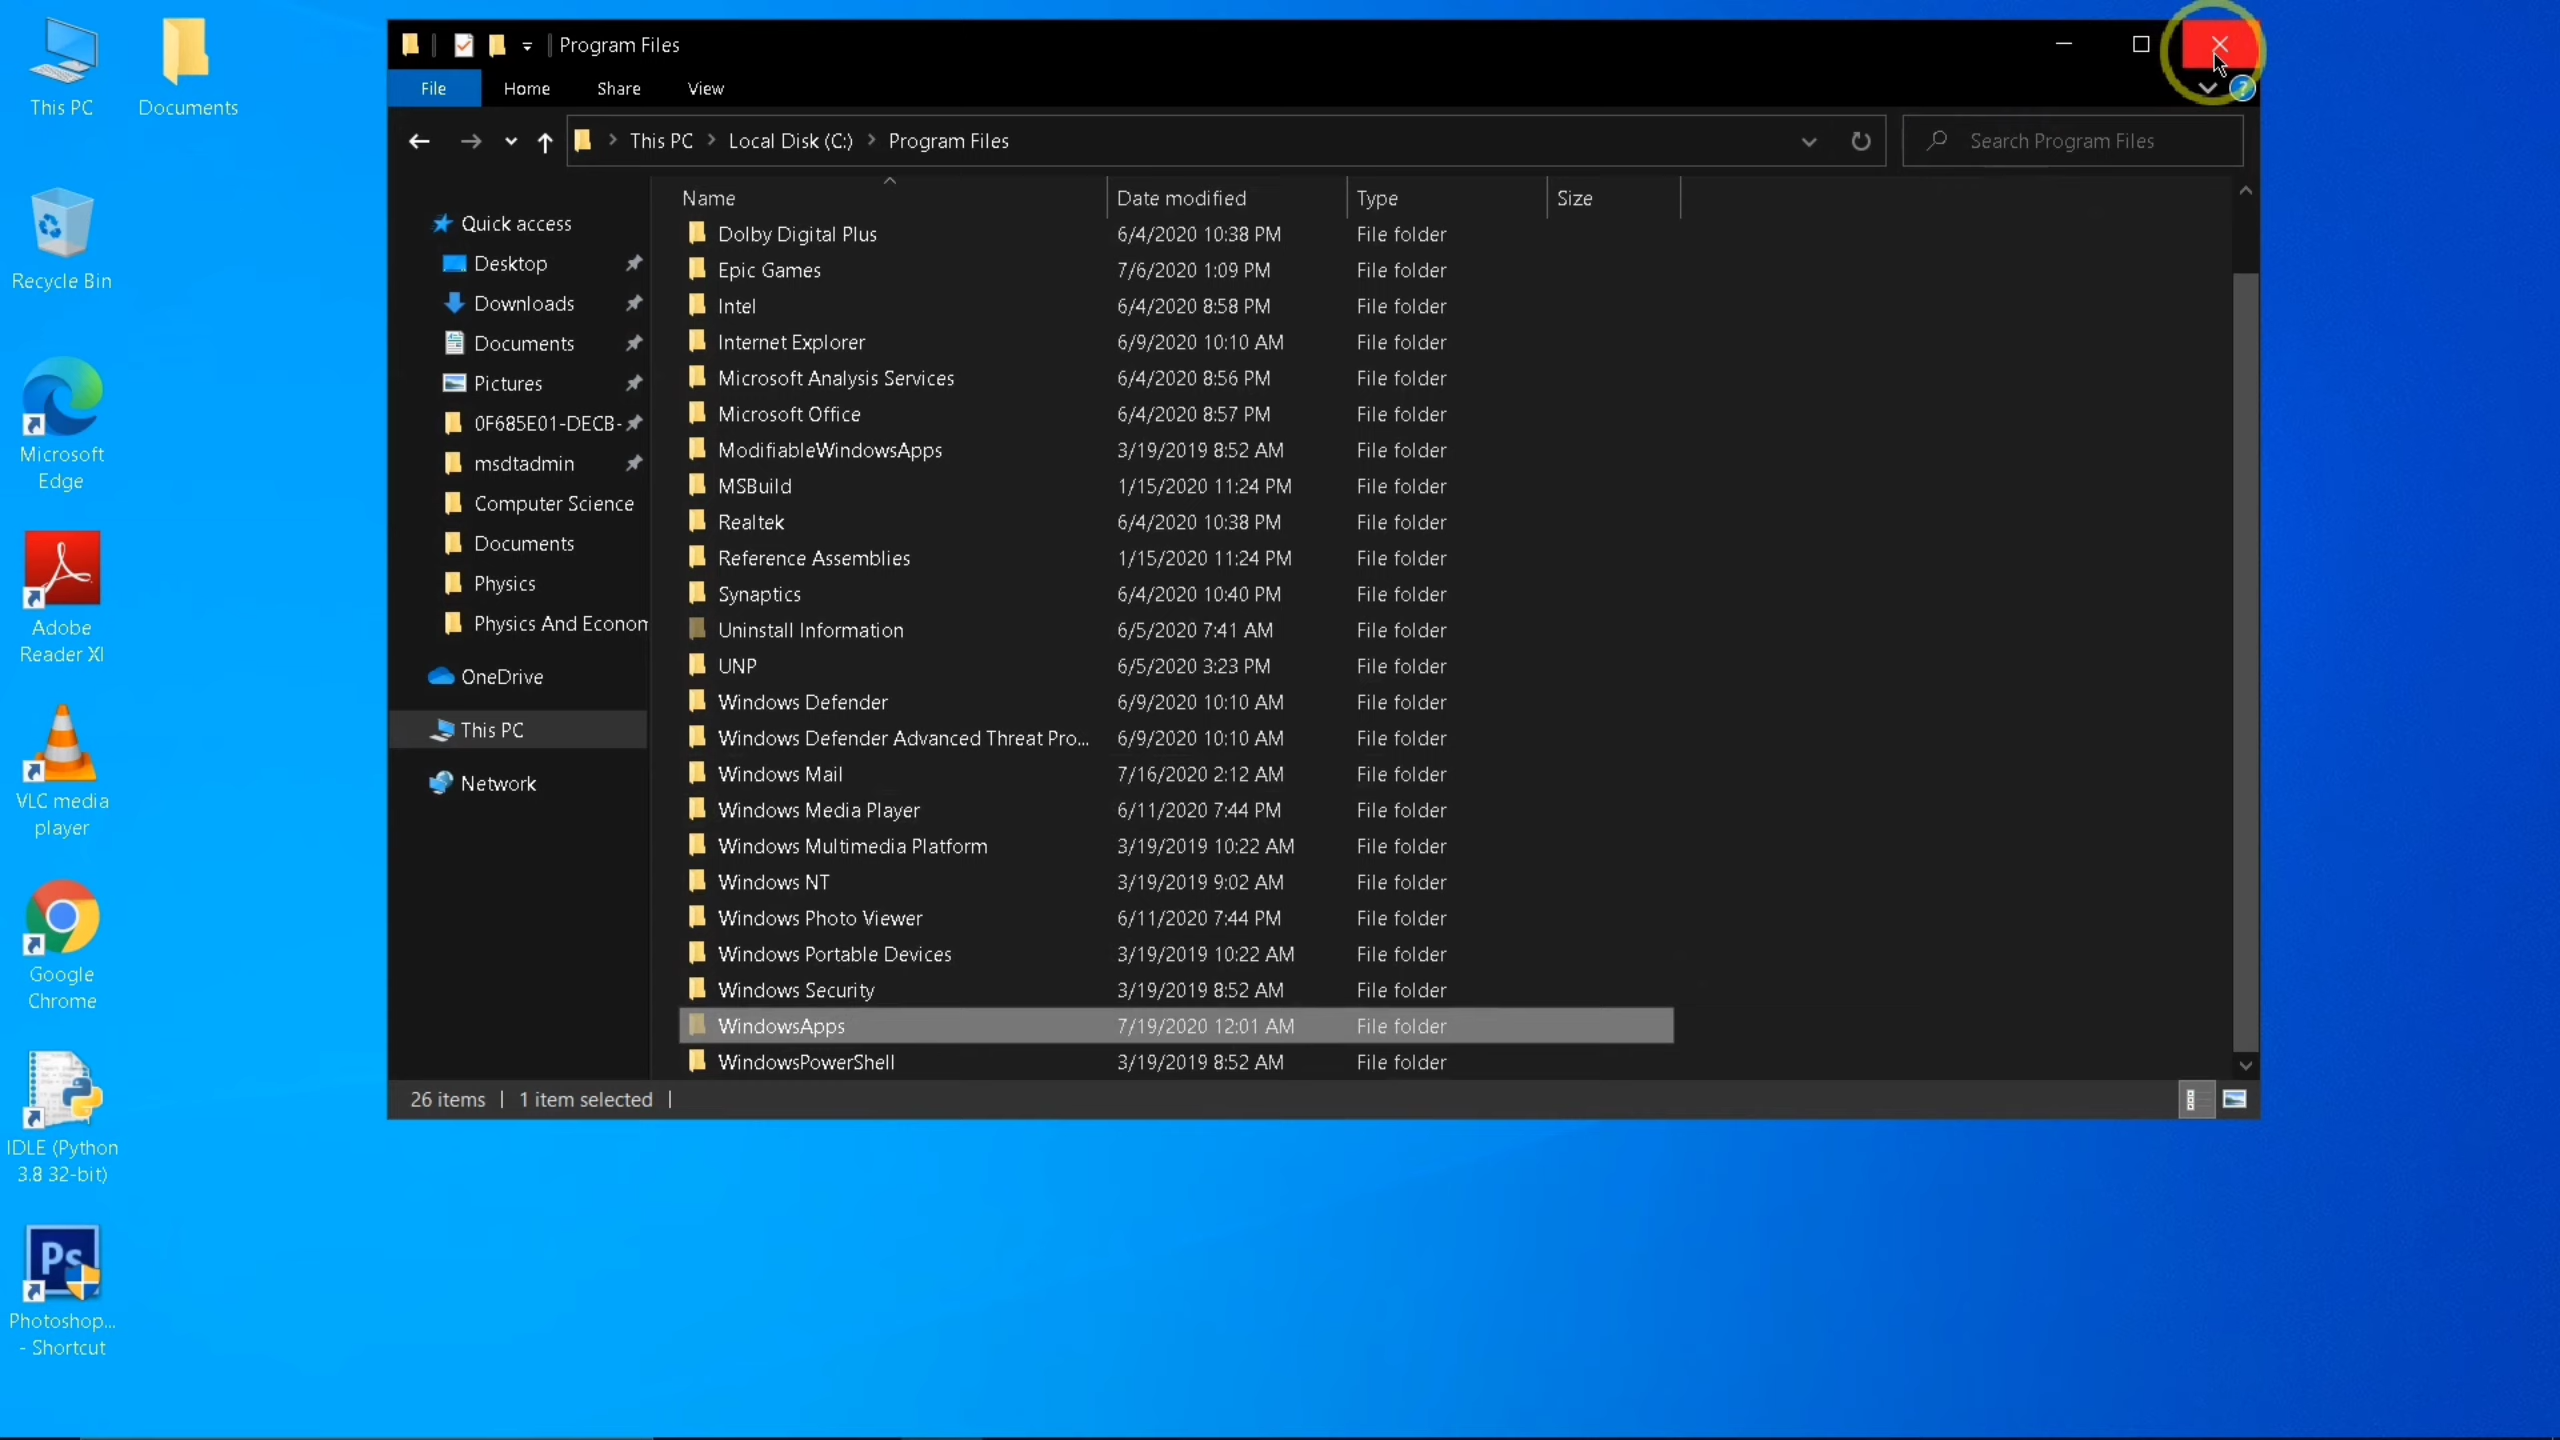 This PC
Documents
Recycle Bin
Microsoft
Edge
Adobe
Reader XI
VLC media
player
Google
Chrome
IDLE (Python
3.8 32-bit)
Ps
Photoshop...
- Shortcut
Program Files
File Home Share View
This PC Local Disk (C:) Program Files
Search Program Files
Quick access
Desktop
Downloads
Documents
Pictures
0F685E01-DECB-
msdtadmin
Computer Science
Documents
Physics
Physics And Econom
OneDrive
This PC
Network
Name Date modified Type Size
Dolby Digital Plus 6/4/2020 10:38 PM File folder
Epic Games 7/6/2020 1:09 PM File folder
Intel 6/4/2020 8:58 PM File folder
Internet Explorer 6/9/2020 10:10 AM File folder
Microsoft Analysis Services 6/4/2020 8:56 PM File folder
Microsoft Office 6/4/2020 8:57 PM File folder
ModifiableWindowsApps 3/19/2019 8:52 AM File folder
MSBuild 1/15/2020 11:24 PM File folder
Realtek 6/4/2020 10:38 PM File folder
Reference Assemblies 1/15/2020 11:24 PM File folder
Synaptics 6/4/2020 10:40 PM File folder
Uninstall Information 6/5/2020 7:41 AM File folder
UNP 6/5/2020 3:23 PM File folder
Windows Defender 6/9/2020 10:10 AM File folder
Windows Defender Advanced Threat Pro... 6/9/2020 10:10 AM File folder
Windows Mail 7/16/2020 2:12 AM File folder
Windows Media Player 6/11/2020 7:44 PM File folder
Windows Multimedia Platform 3/19/2019 10:22 AM File folder
Windows NT 3/19/2019 9:02 AM File folder
Windows Photo Viewer 6/11/2020 7:44 PM File folder
Windows Portable Devices 3/19/2019 10:22 AM File folder
Windows Security 3/19/2019 8:52 AM File folder
WindowsApps 7/19/2020 12:01 AM File folder
WindowsPowerShell 3/19/2019 8:52 AM File folder
26 items | 1 item selected |